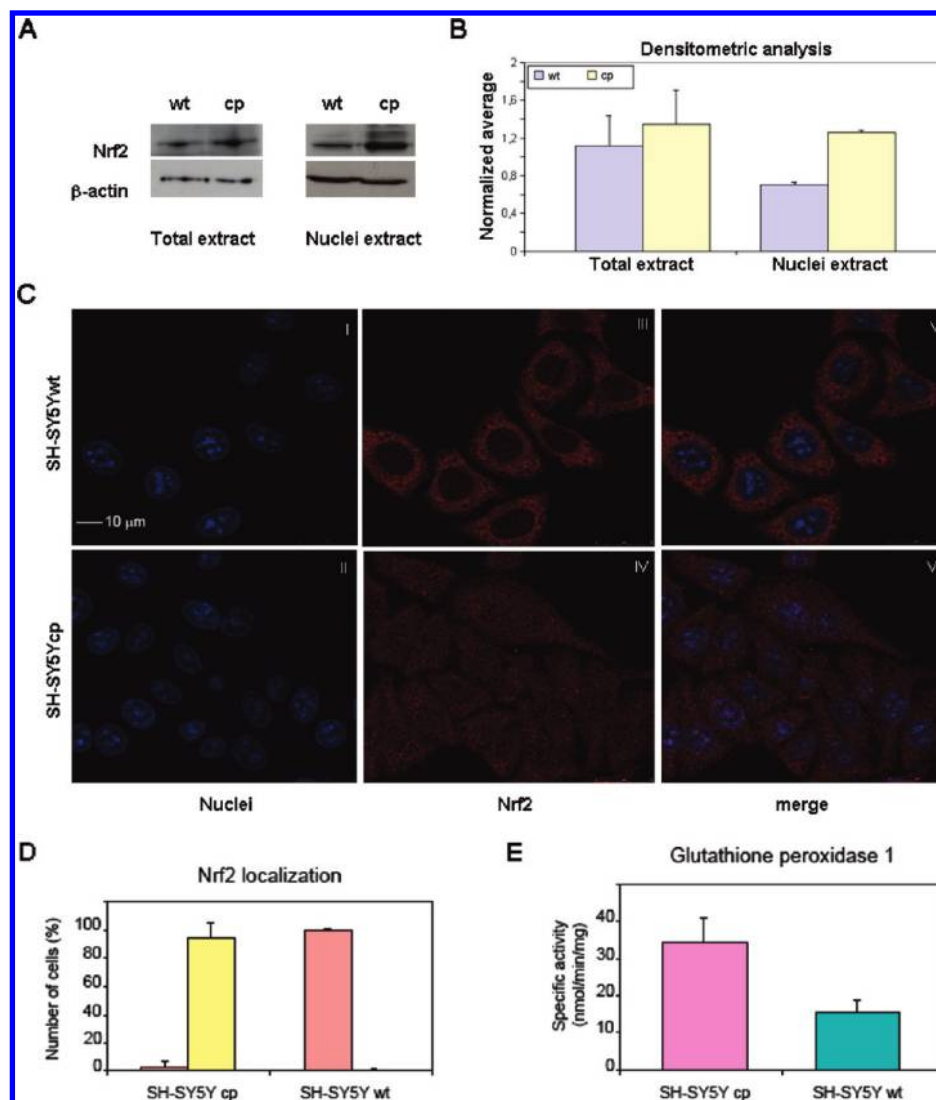 A
wt cp wt cp
Nrf2
β-actin
Total extract Nuclei extract
B
Densitometric analysis
wt cp
Normalized average
2
1,6
1,2
0,8
0,4
0
Total extract Nuclei extract
C
SH-SY5Ywt
I III V
10 μm
SH-SY5Ycp
II IV V
Nuclei Nrf2 merge
D
Nrf2 localization
Number of cells (%)
100
80
60
40
20
0
SH-SY5Y cp SH-SY5Y wt
E
Glutathione peroxidase 1
Specific activity
(nmol/min/mg)
50
40
30
20
10
0
SH-SY5Y cp SH-SY5Y wt